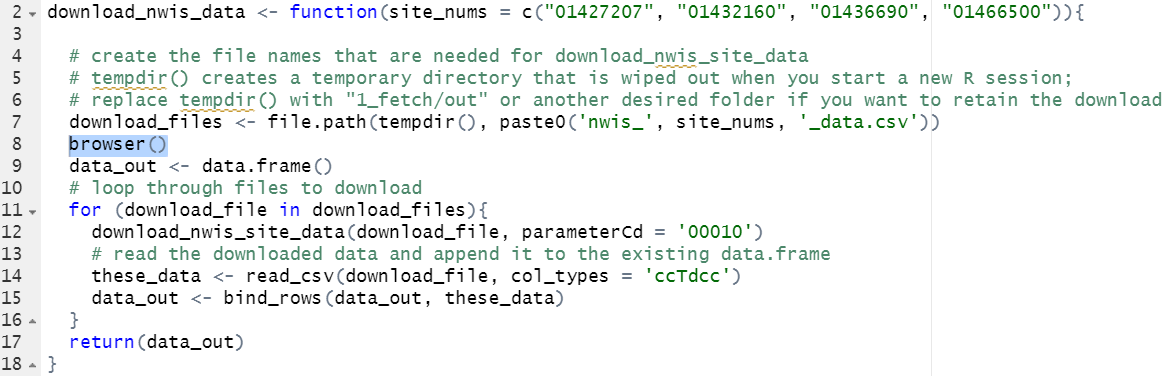 2 download_nwis_data <- function(site_nums = c("01427207", "01432160", "01436690", "01466500")){
3
4 # create the file names that are needed for download_nwis_site_data
5 # tempdir() creates a temporary directory that is wiped out when you start a new R session;
6 # replace tempdir() with "1_fetch/out" or another desired folder if you want to retain the download
7 download_files <- file.path(tempdir(), paste0('nwis_', site_nums, '_data.csv'))
8 browser()
9 data_out <- data.frame()
10 # loop through files to download
11 for (download_file in download_files){
12 download_nwis_site_data(download_file, parameterCd = '00010')
13 # read the downloaded data and append it to the existing data.frame
14 these_data <- read_csv(download_file, col_types = 'ccTdcc')
15 data_out <- bind_rows(data_out, these_data)
16 }
17 return(data_out)
18 }